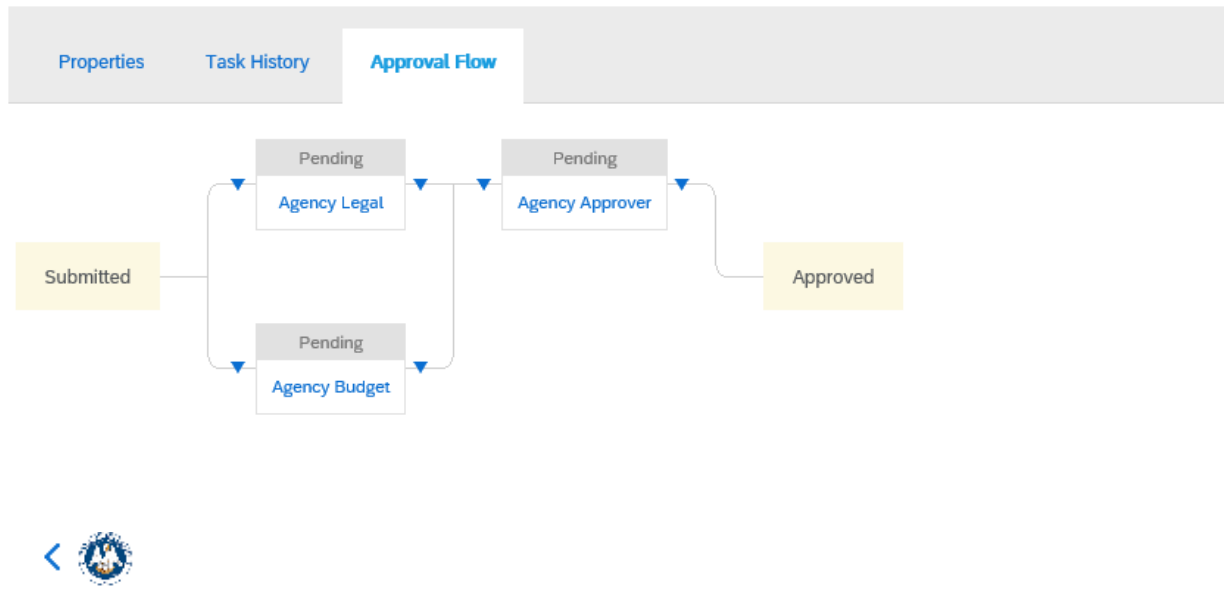 Properties Task History Approval Flow
Pending Pending
Agency Legal Agency Approver
Submitted Approved
Pending
Agency Budget